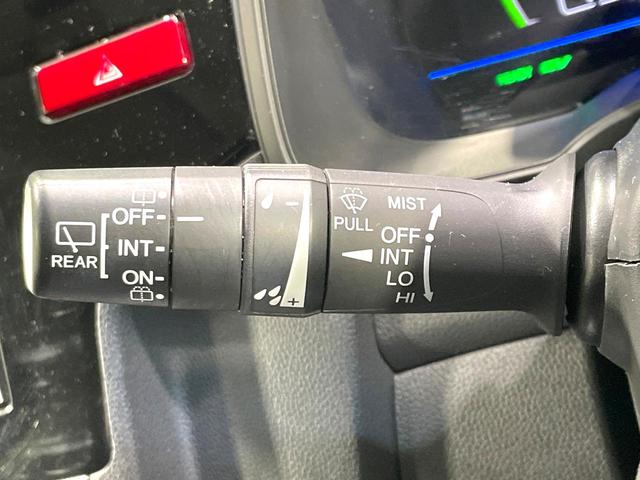 OFF
INT
REAR
ON
-
+
PULL
MIST
OFF
INT
LO
HI